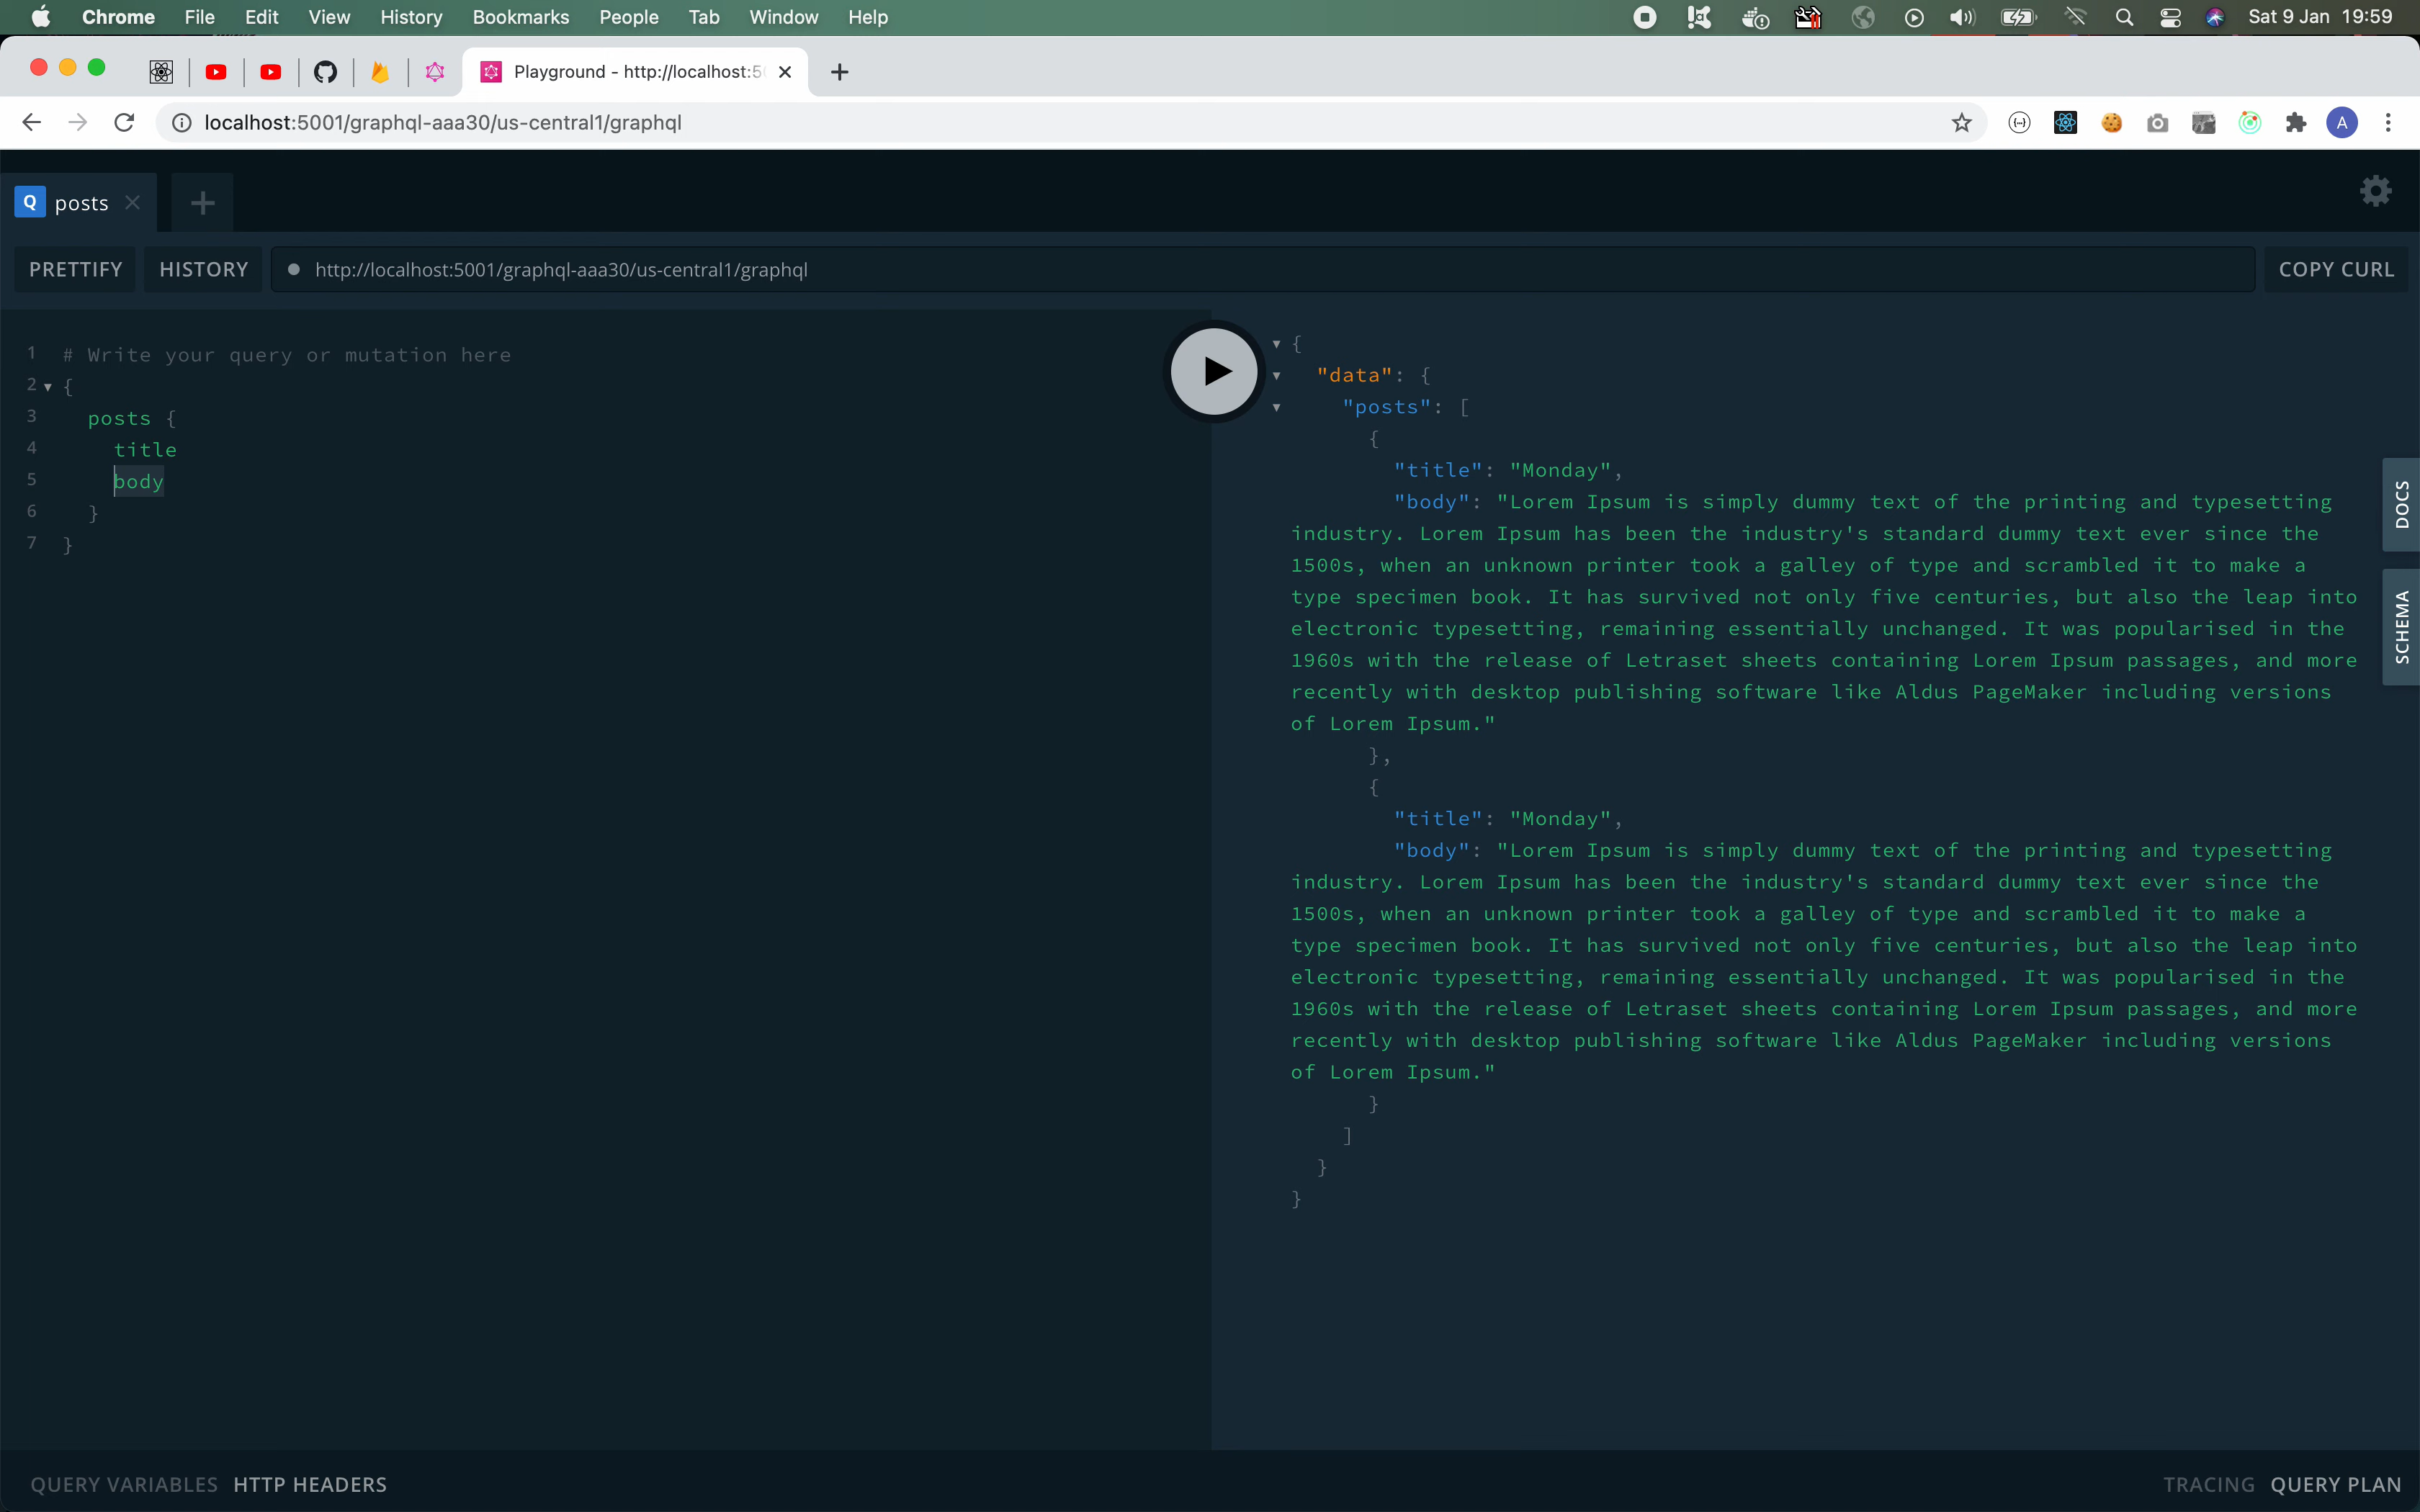 Chrome File Edit View History Bookmarks People Tab Window Help Sat 9 Jan 19:59
Playground - http://localhost:5
localhost:5001/graphql-aaa30/us-central1/graphql A
Q posts
PRETTIFY HISTORY http://localhost:5001/graphql-aaa30/us-central1/graphql COPY CURL
1 # Write your query or mutation here
2 {
3 posts {
4 title
5 body
6 }
7 }
{
"data": {
"posts": [
{
"title": "Monday",
"body": "Lorem Ipsum is simply dummy text of the printing and typesetting
industry. Lorem Ipsum has been the industry's standard dummy text ever since the
1500s, when an unknown printer took a galley of type and scrambled it to make a
type specimen book. It has survived not only five centuries, but also the leap into
electronic typesetting, remaining essentially unchanged. It was popularised in the
1960s with the release of Letraset sheets containing Lorem Ipsum passages, and more
recently with desktop publishing software like Aldus PageMaker including versions
of Lorem Ipsum."
},
{
"title": "Monday",
"body": "Lorem Ipsum is simply dummy text of the printing and typesetting
industry. Lorem Ipsum has been the industry's standard dummy text ever since the
1500s, when an unknown printer took a galley of type and scrambled it to make a
type specimen book. It has survived not only five centuries, but also the leap into
electronic typesetting, remaining essentially unchanged. It was popularised in the
1960s with the release of Letraset sheets containing Lorem Ipsum passages, and more
recently with desktop publishing software like Aldus PageMaker including versions
of Lorem Ipsum."
}
]
}
}
DOCS
SCHEMA
QUERY VARIABLES HTTP HEADERS TRACING QUERY PLAN